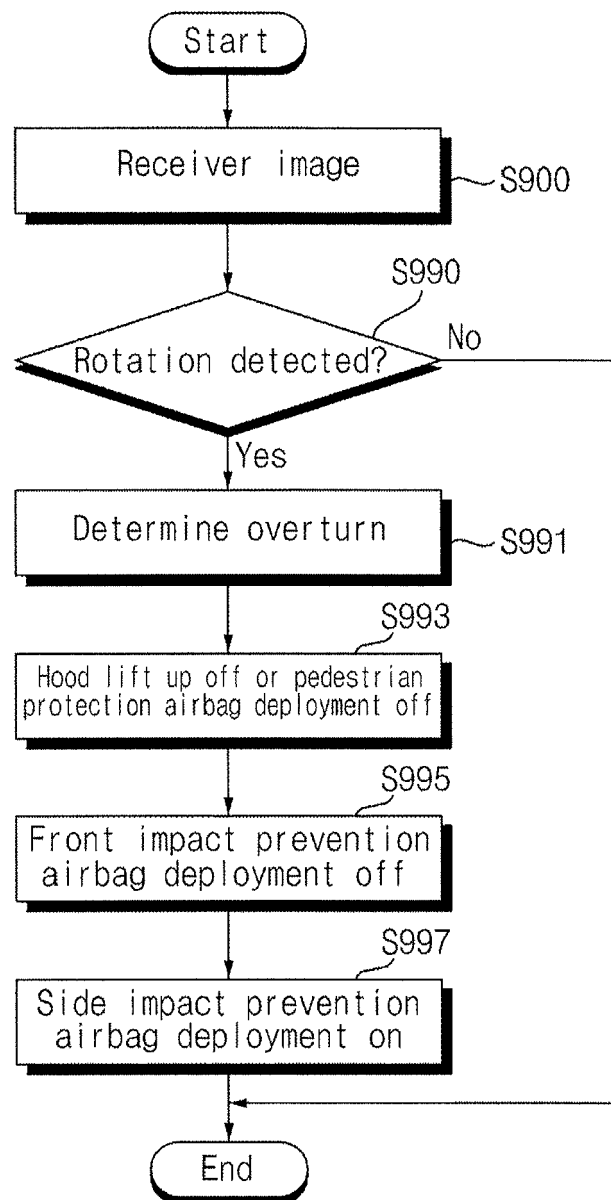 Start
Receiver image
S900
S990
Rotation detected?
No
Yes
Determine overturn
S991
S993
Hood lift up off or pedestrian
protection airbag deployment off
S995
Front impact prevention
airbag deployment off
S997
Side impact prevention
airbag deployment on
End